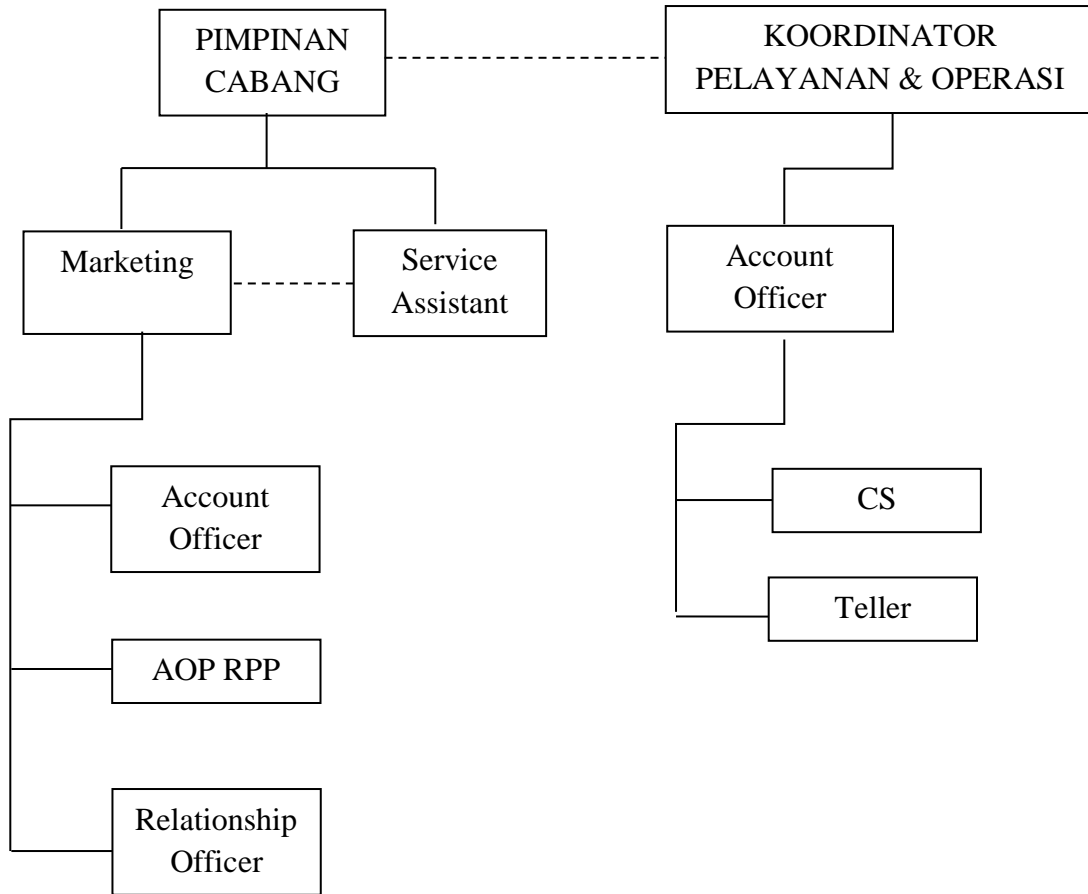 PIMPINAN
CABANG
KOORDINATOR
PELAYANAN & OPERASI
Marketing
Service
Assistant
Account
Officer
Account
Officer
CS
Teller
AOP RPP
Relationship
Officer